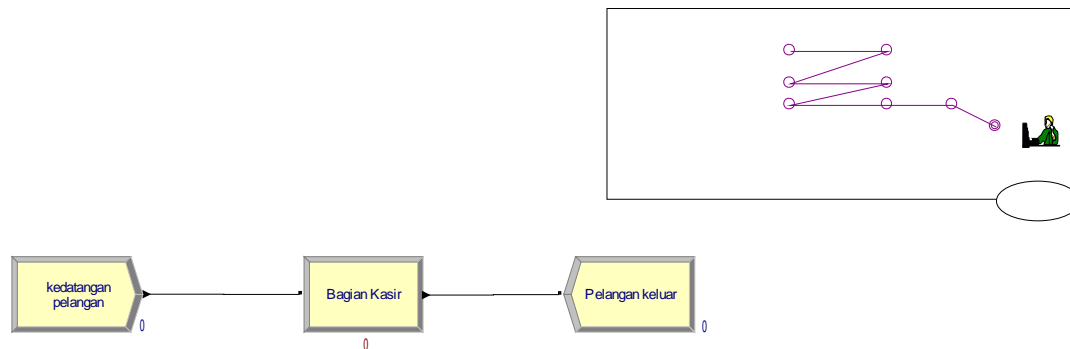 kedatangan
pelangan
0
Bagian Kasir
0
Pelangan keluar
0